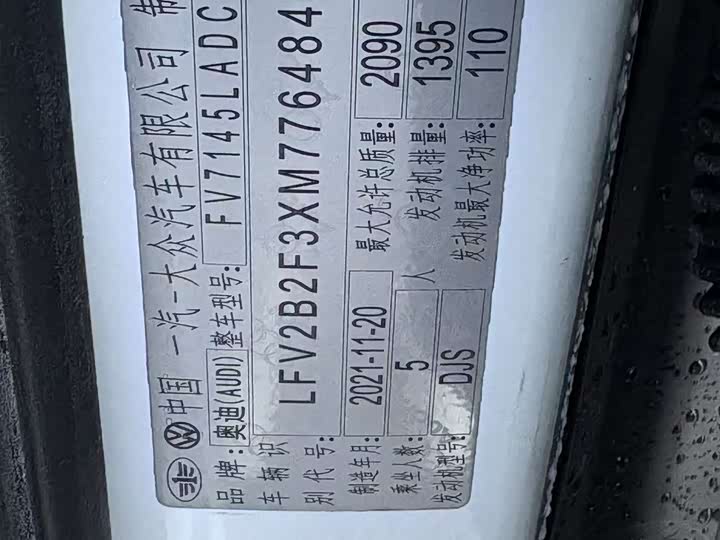 中国 一汽-大众汽车有限公司 制
品牌: 奥迪(AUDI) 整车型号: FV7145LADC
车辆识别代号: LFV2B2F3XM776484
制造年月: 2021-11-20 最大允许总质量: 2090
乘坐人数: 5 人 发动机排量: 1395
发动机型号: DJS 发动机最大净功率: 110